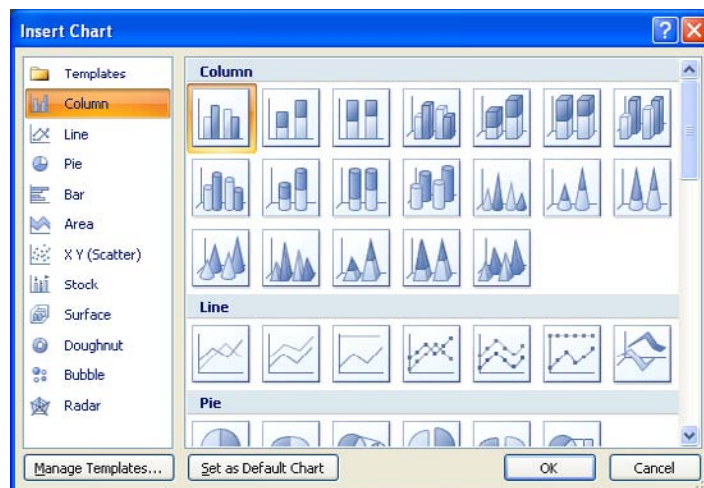 Insert Chart
Templates
Column
Line
Pie
Bar
Area
X Y (Scatter)
Stock
Surface
Doughnut
Bubble
Radar
Column
Line
Pie
Manage Templates...
Set as Default Chart
OK
Cancel